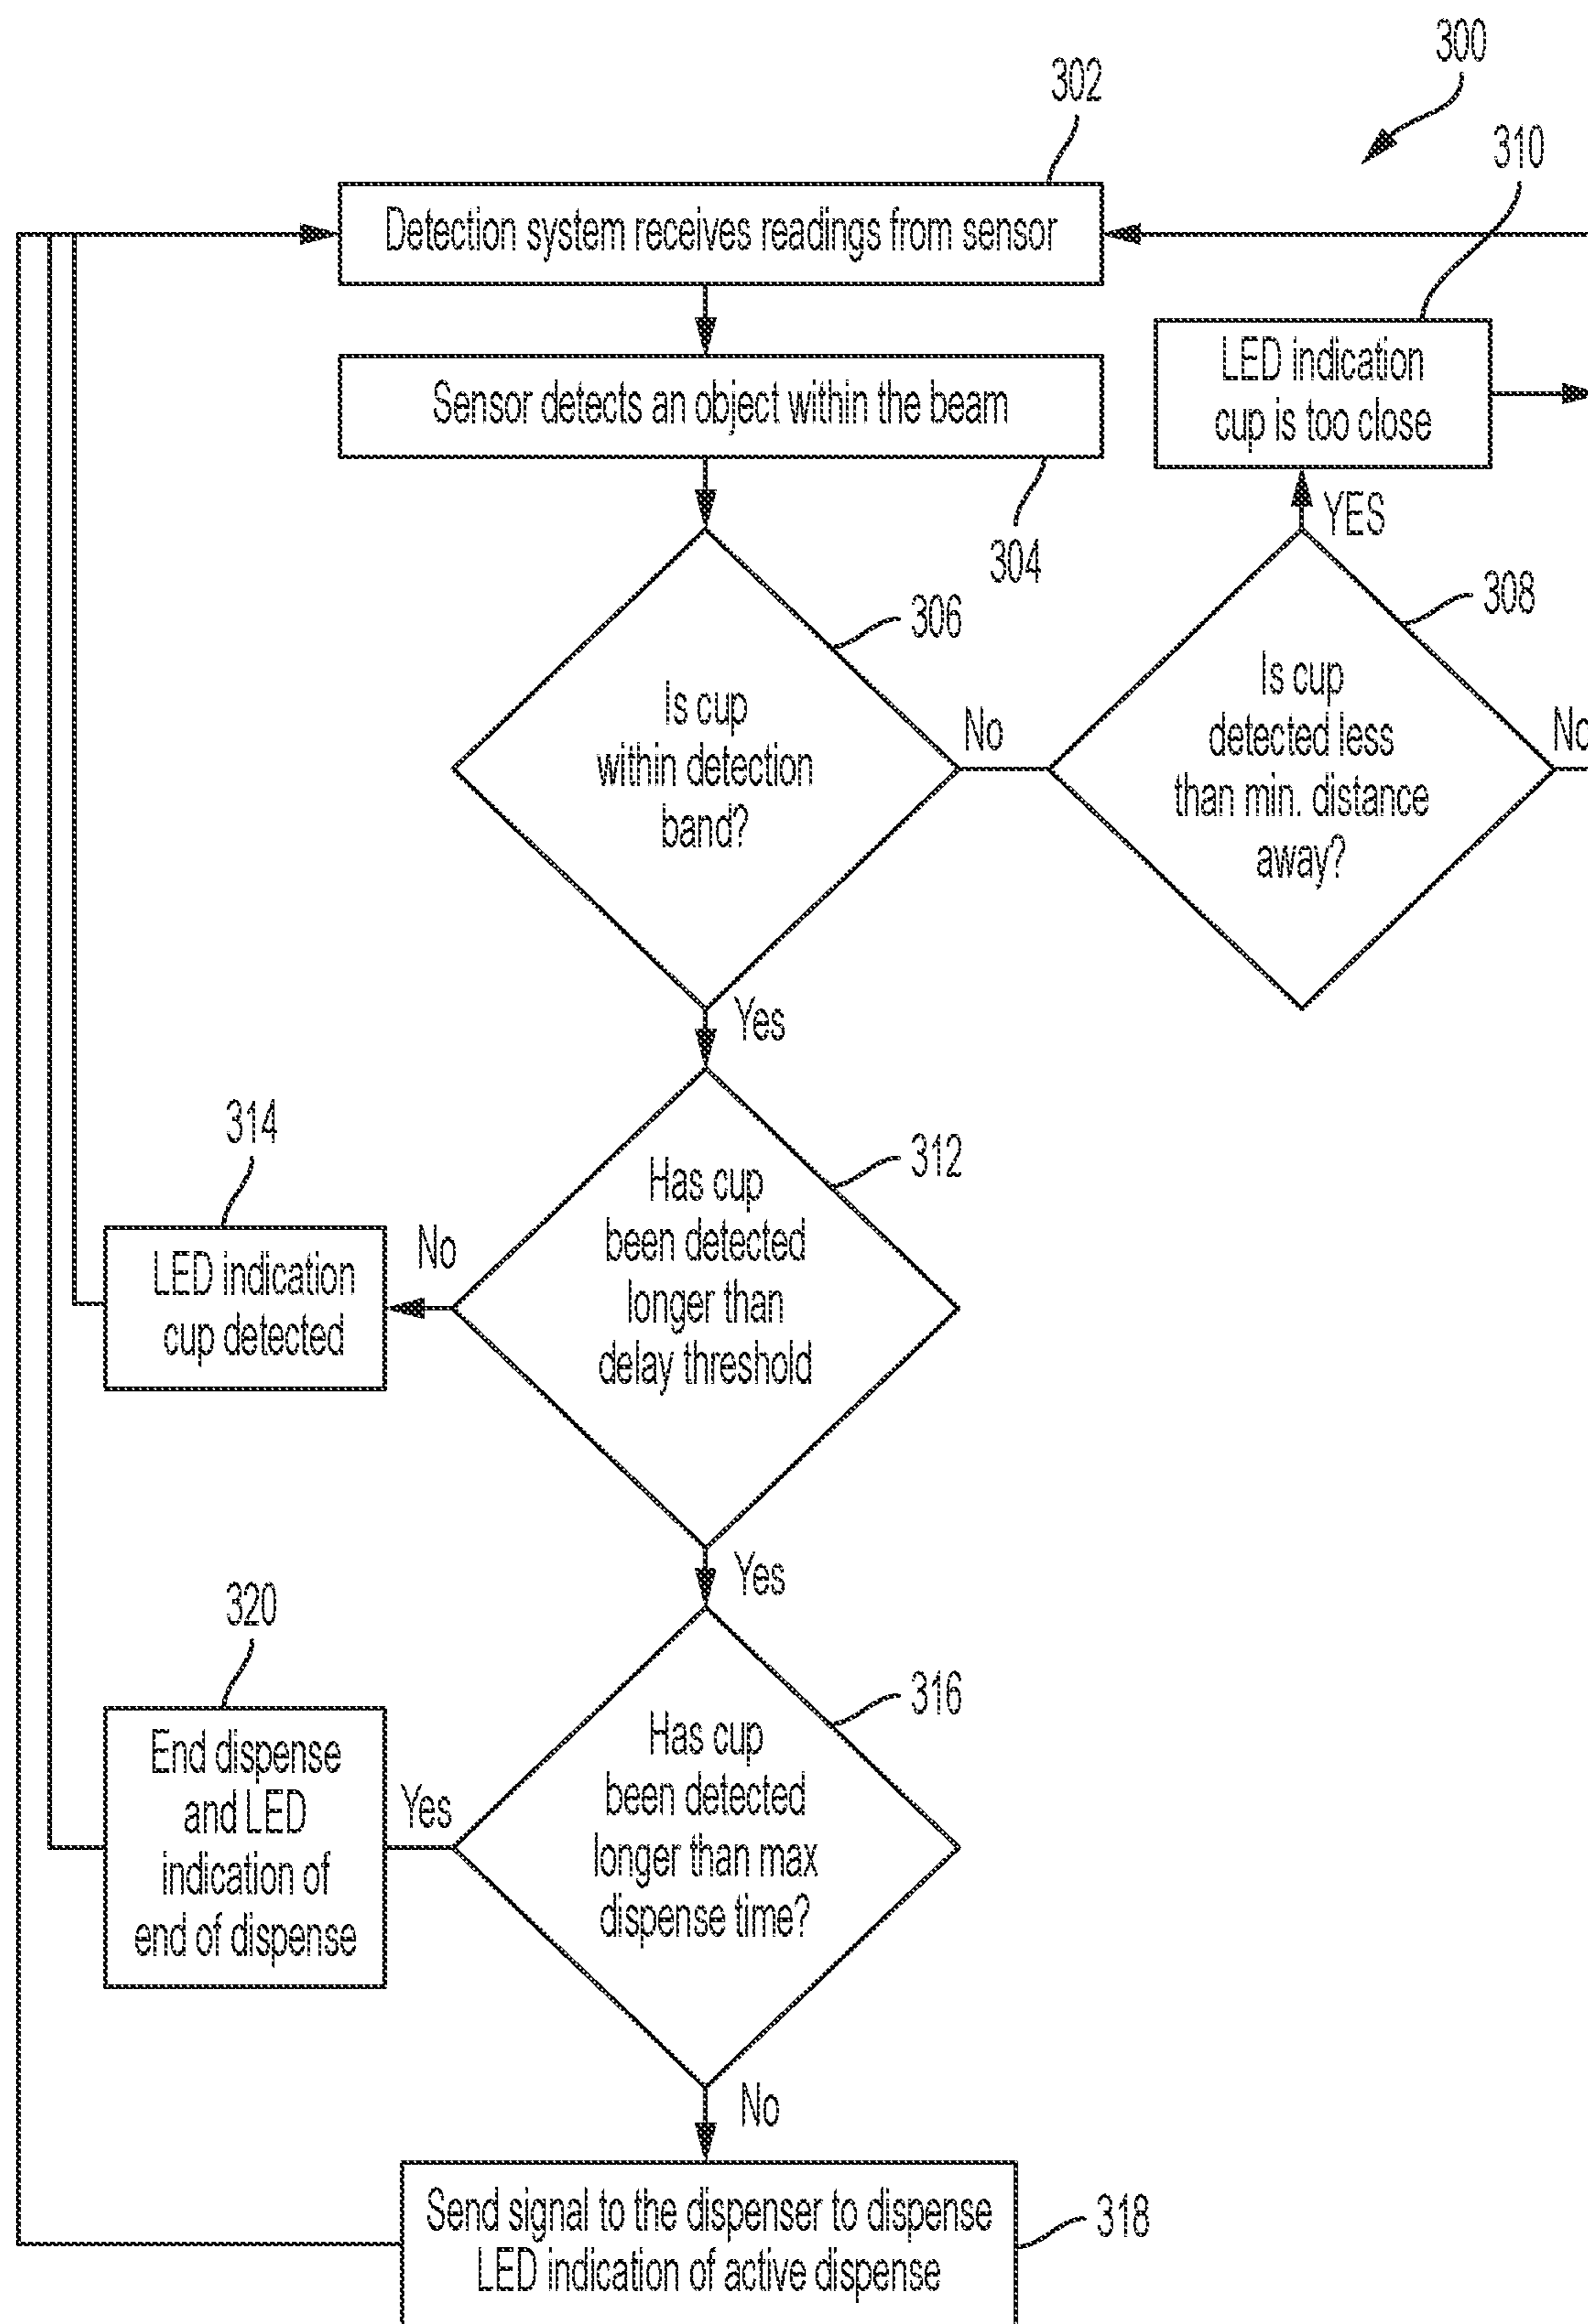 300
302
310
Detection system receives readings from sensor
LED indication
cup is too close
Sensor detects an object within the beam
YES
304
306
308
Is cup
within detection
band?
No
Is cup
detected less
than min. distance
away?
No
Yes
314
312
Has cup
been detected
longer than
delay threshold
No
LED indication
cup detected
Yes
320
316
Has cup
been detected
longer than max
dispense time?
Yes
End dispense
and LED
indication of
end of dispense
No
Send signal to the dispenser to dispense
LED indication of active dispense
318